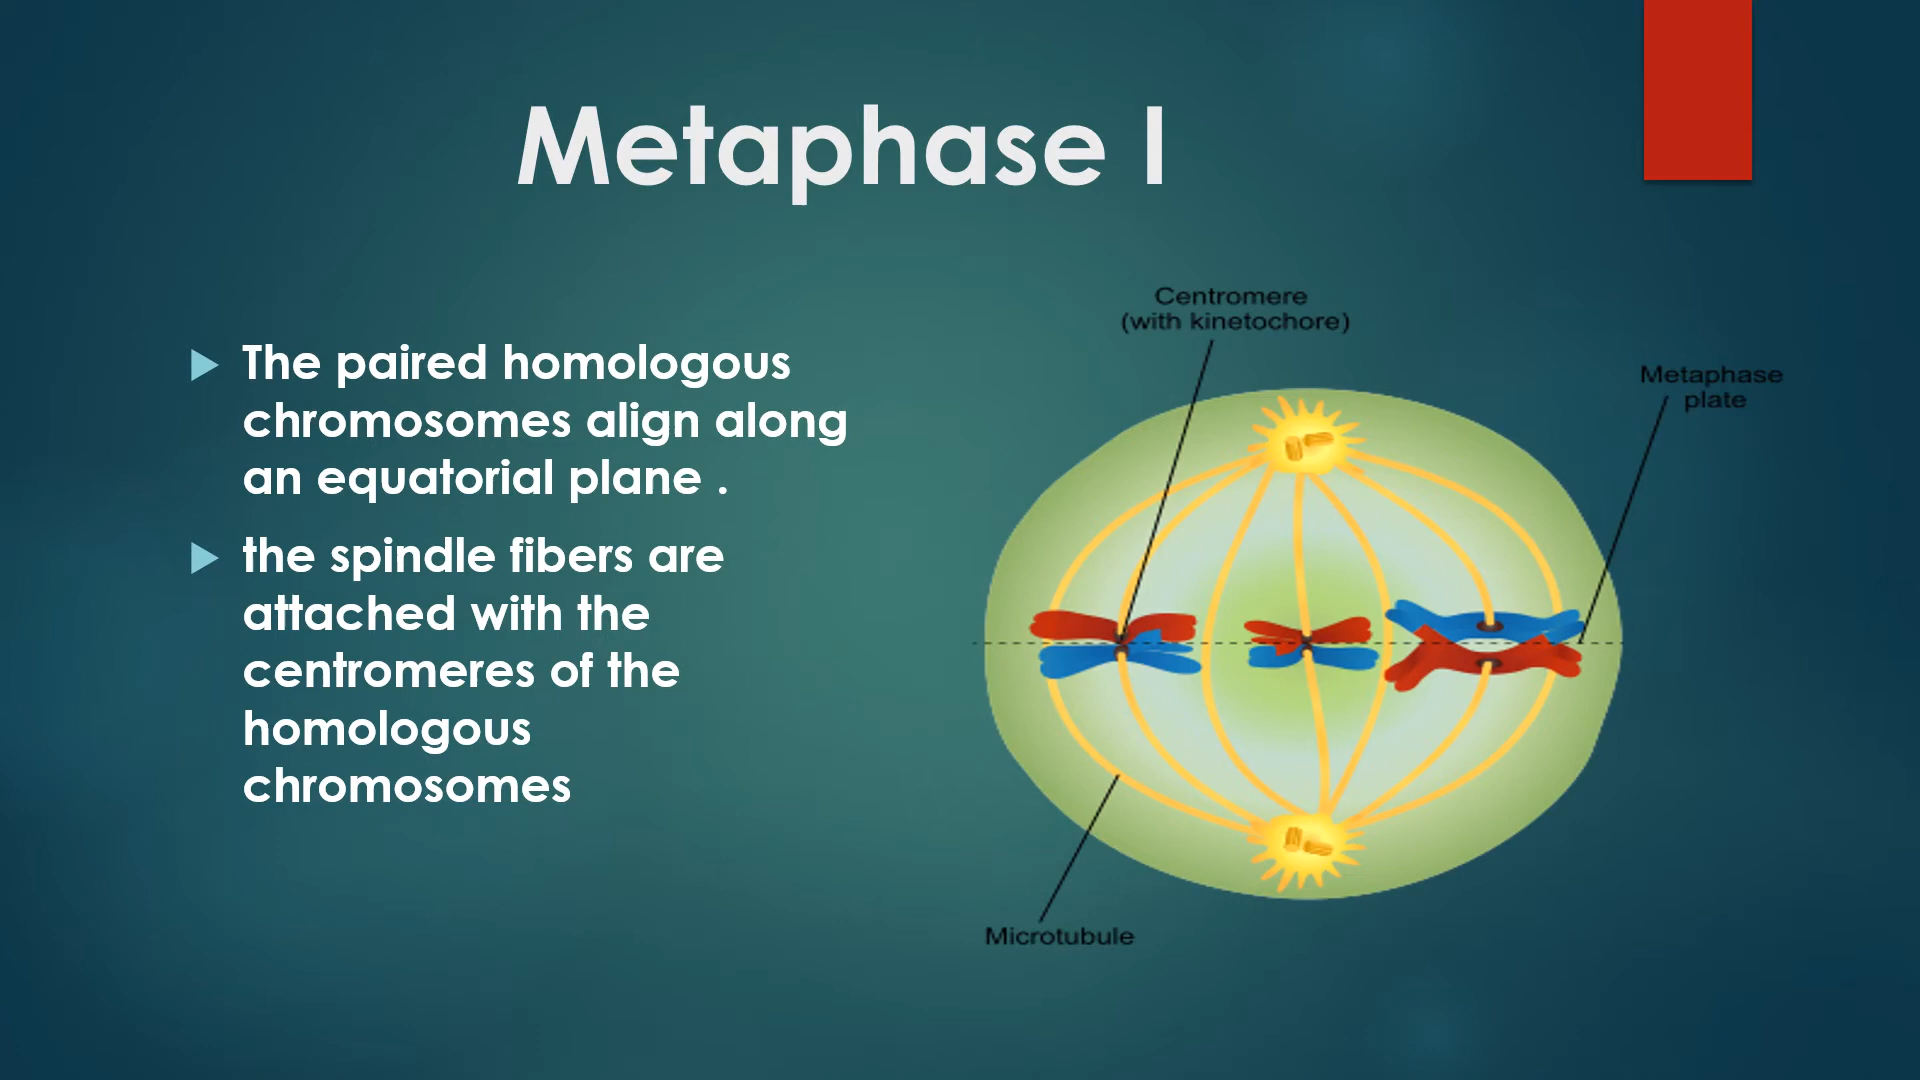 Metaphase I
The paired homologous
chromosomes align along
an equatorial plane .
the spindle fibers are
attached with the
centromeres of the
homologous
chromosomes
Centromere
(with kinetochore)
Metaphase
plate
Microtubule